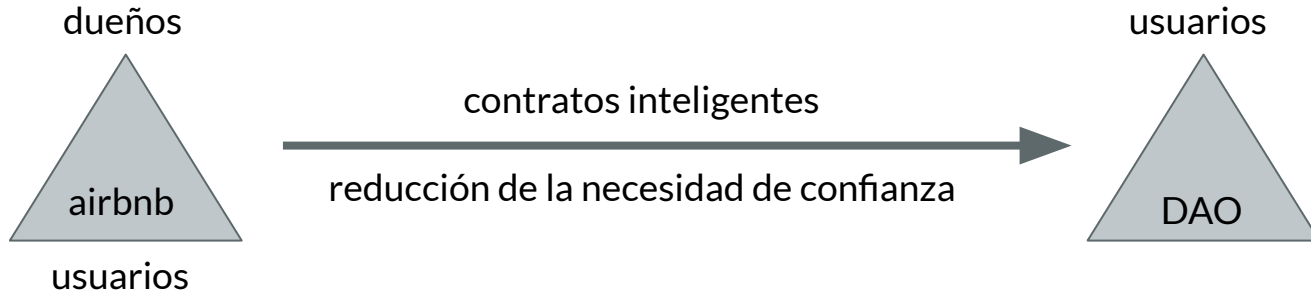 dueños
airbnb
usuarios
contratos inteligentes
reducción de la necesidad de confianza
usuarios
DAO